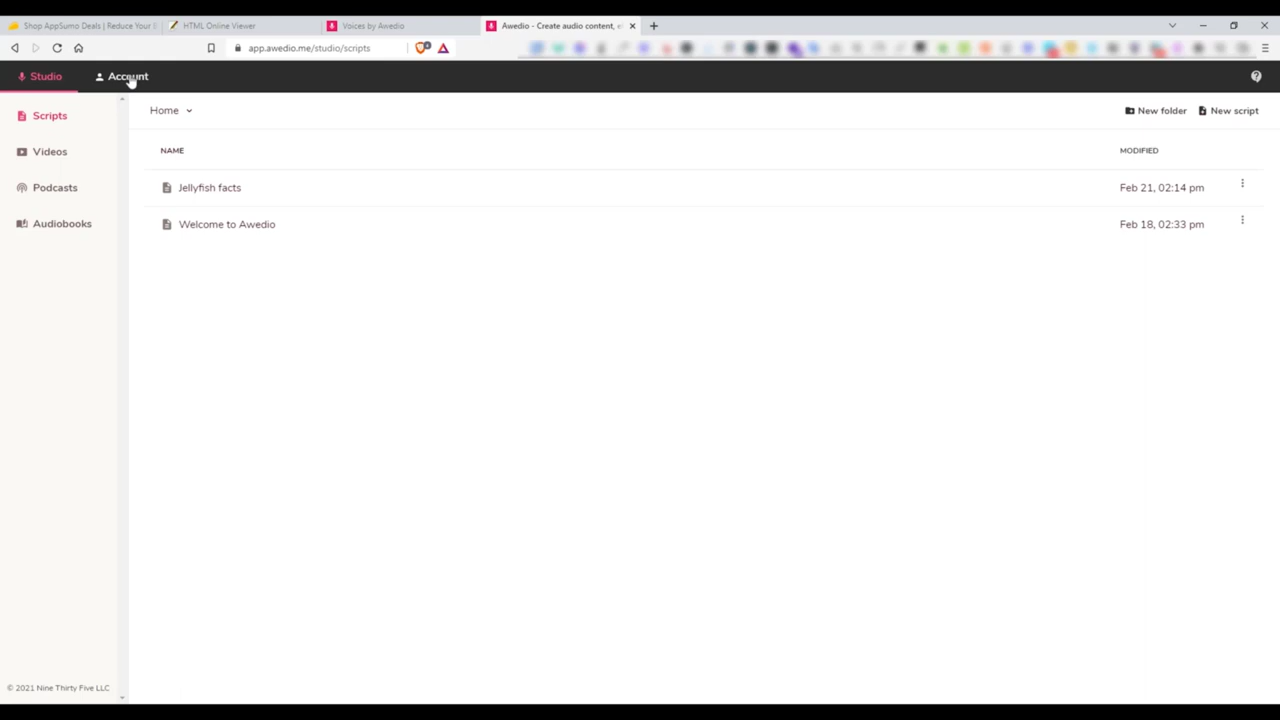 Shop AppSumo Deals | Reduce Your
HTML Online Viewer
Voices by Awedio
Awedio - Create audio content, e
app.awedio.me/studio/scripts
Studio
Account
Scripts
Videos
Podcasts
Audiobooks
Home
New folder
New script
NAME
MODIFIED
Jellyfish facts
Feb 21, 02:14 pm
Welcome to Awedio
Feb 18, 02:33 pm
© 2021 Nine Thirty Five LLC